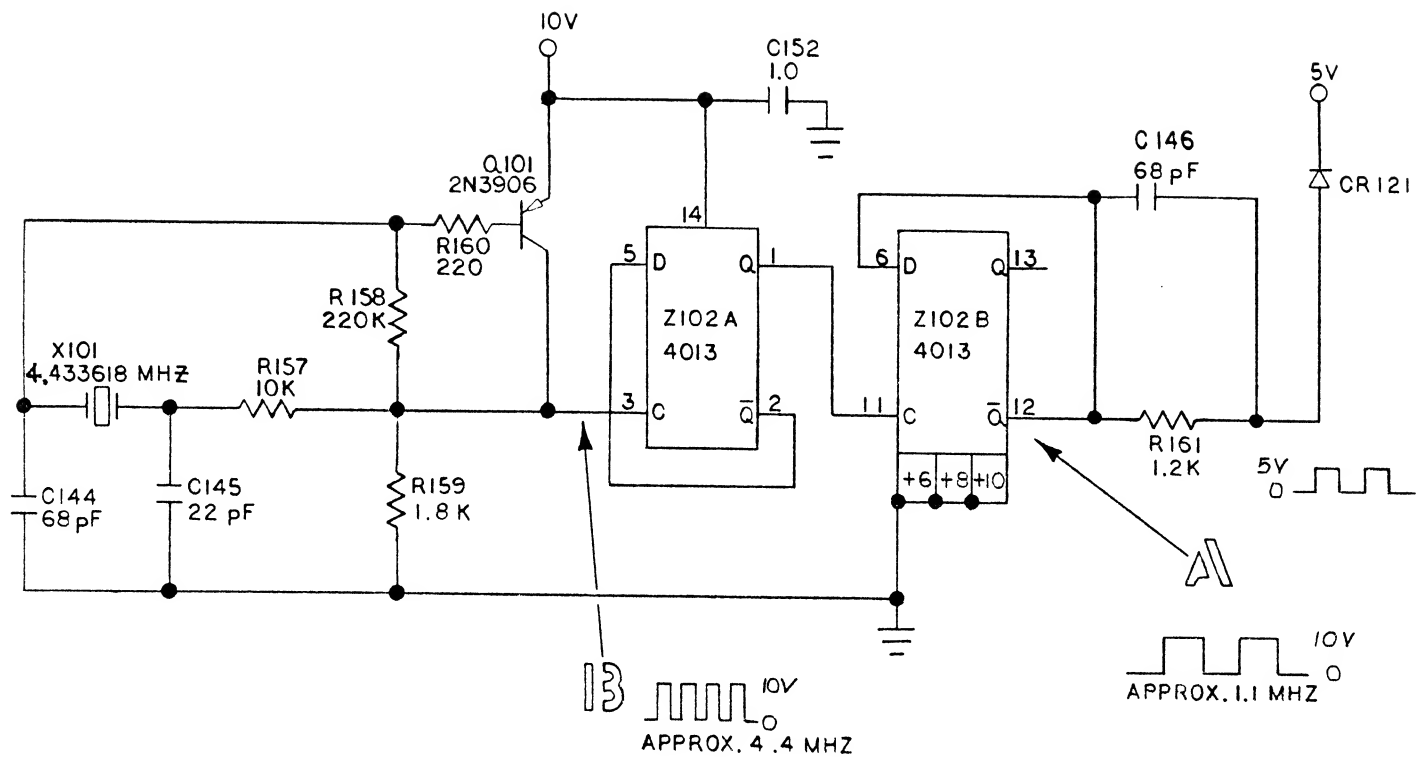 10V
C152
1.0
5V
Q101
2N3906
C146
68 pF
CR121
14
R160
220
5
D
Q
1
6
D
Q
13
R158
220K
Z102A
4013
Z102B
4013
X101
4.433618 MHZ
R157
10K
3
C
Q̅
2
11
C
Q̅
12
R161
1.2K
+6
+8
+10
5V
0
C144
68 pF
C145
22 pF
R159
1.8K
A
10V
0
APPROX. 1.1 MHZ
B
10V
0
APPROX. 4.4 MHZ